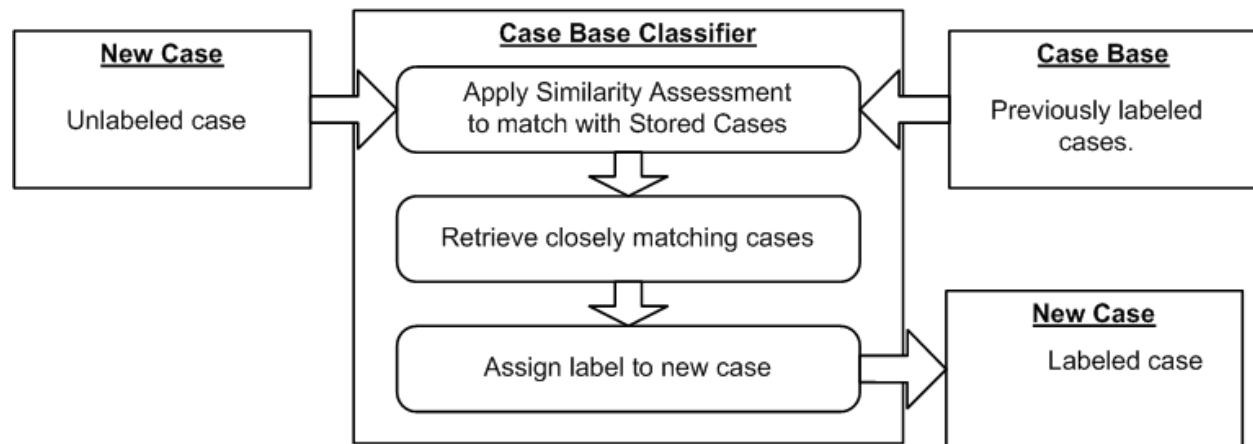 New Case
Unlabeled case
Case Base Classifier
Apply Similarity Assessment
to match with Stored Cases
Retrieve closely matching cases
Assign label to new case
Case Base
Previously labeled
cases.
New Case
Labeled case